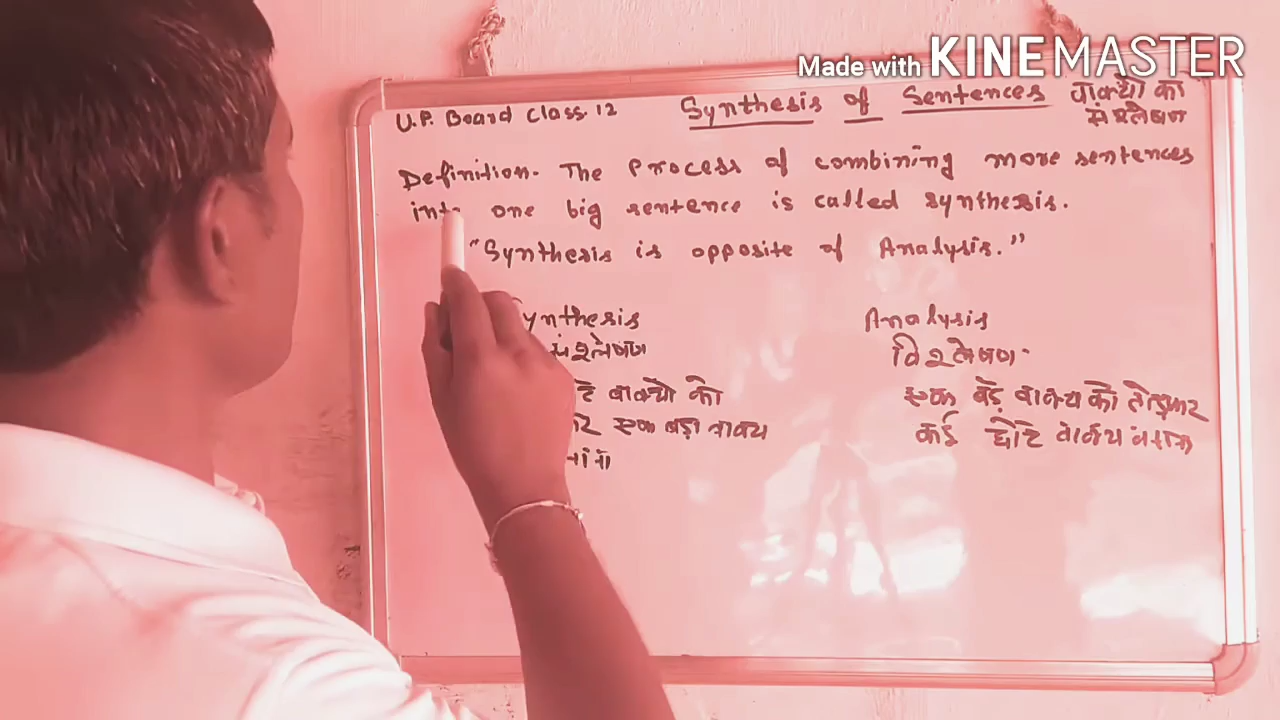 Made with KINEMASTER
U.P. Board Class. 12 Synthesis of Sentences वाक्यों का
संश्लेषण
Definition. The Process of combining more sentences
into one big sentence is called synthesis.
"Synthesis is opposite of Analysis."
ynthesis Analysis
संश्लेषण विश्लेषण
टे वाक्यो को एक बड़े वाक्य को तोड़कर
एक बड़ा वाक्य कई छोटे वाक्य बनाना